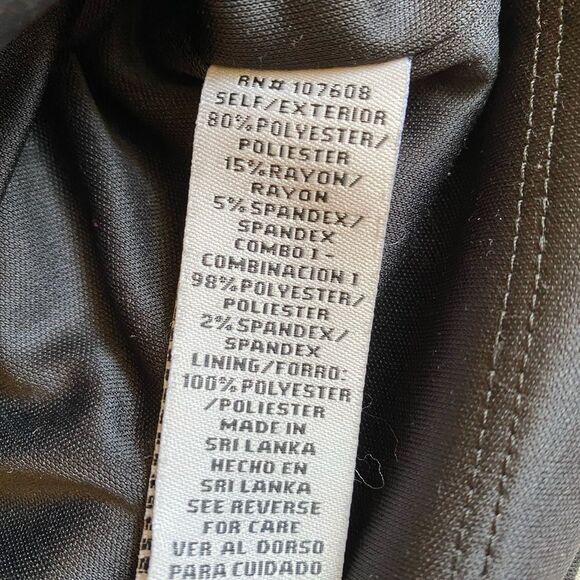 RN# 107608
SELF/EXTERIOR
80%POLYESTER/
POLIESTER
15%RAYON/
RAYON
5%SPANDEX/
SPANDEX
COMBO 1 -
COMBINACION 1
98%POLYESTER/
POLIESTER
2%SPANDEX/
SPANDEX
LINING/FORRO:
100%POLYESTER
/POLIESTER
MADE IN
SRI LANKA
HECHO EN
SRI LANKA
SEE REVERSE
FOR CARE
VER AL DORSO
PARA CUIDADO